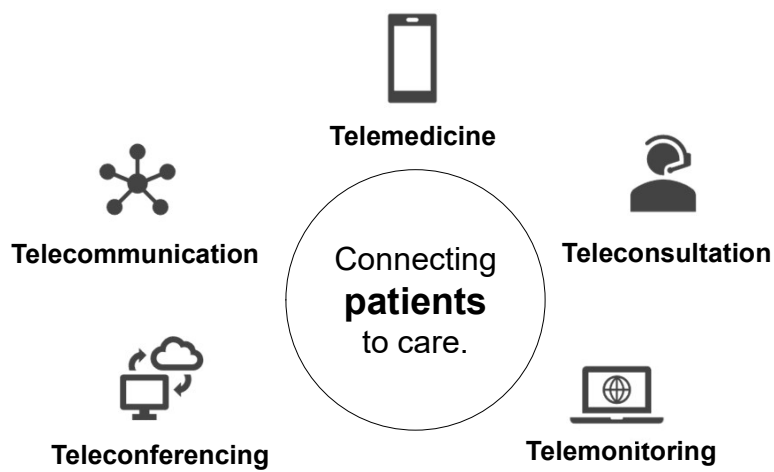 Telemedicine
Telecommunication
Teleconsultation
Connecting
patients
to care.
Teleconferencing
Telemonitoring